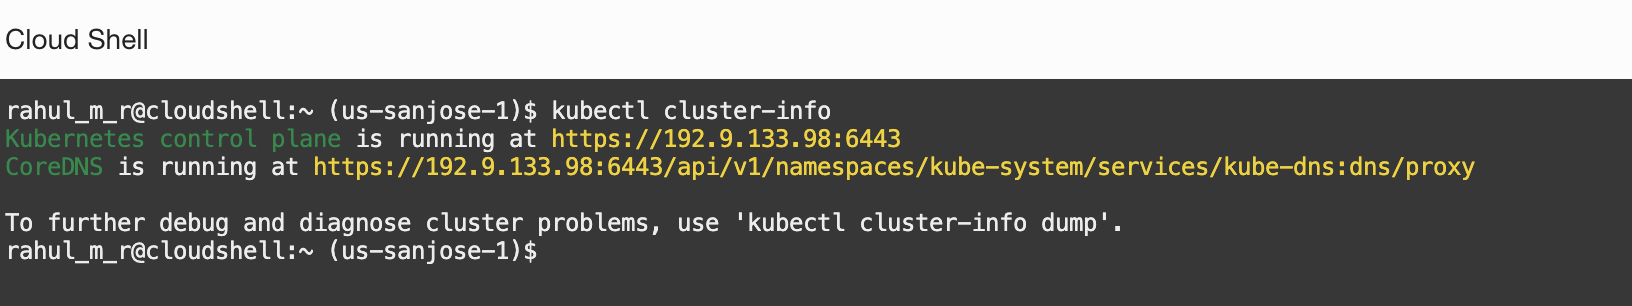 Cloud Shell
rahul_m_r@cloudshell:~ (us-sanjose-1)$ kubectl cluster-info
Kubernetes control plane is running at https://192.9.133.98:6443
CoreDNS is running at https://192.9.133.98:6443/api/v1/namespaces/kube-system/services/kube-dns:dns/proxy
To further debug and diagnose cluster problems, use 'kubectl cluster-info dump'.
rahul_m_r@cloudshell:~ (us-sanjose-1)$